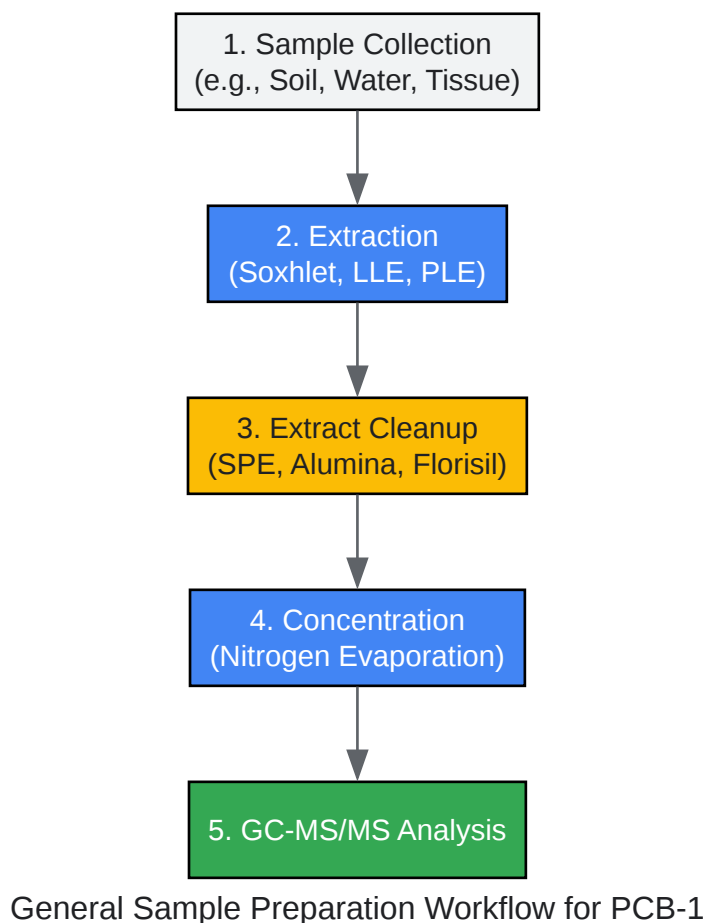 1. Sample Collection
(e.g., Soil, Water, Tissue)
2. Extraction
(Soxhlet, LLE, PLE)
3. Extract Cleanup
(SPE, Alumina, Florisil)
4. Concentration
(Nitrogen Evaporation)
5. GC-MS/MS Analysis
General Sample Preparation Workflow for PCB-1